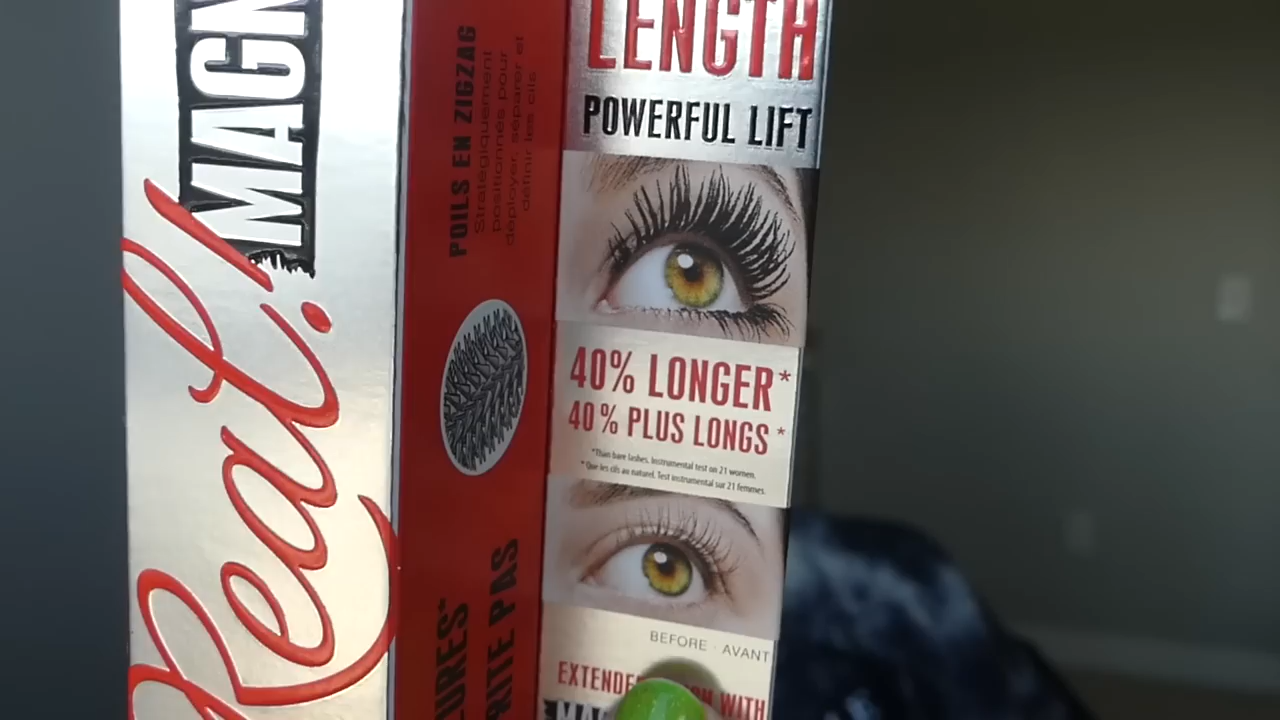 Real!
MAGN
POILS EN ZIGZAG
Stratégiquement
positionnés pour
déployer, séparer et
définir les cils
URES*
RITE PAS
LENGTH
POWERFUL LIFT
40% LONGER*
40% PLUS LONGS*
*Than bare lashes. Instrumental test on 21 women.
*Que les cils au naturel. Test instrumental sur 21 femmes.
BEFORE · AVANT
WITH